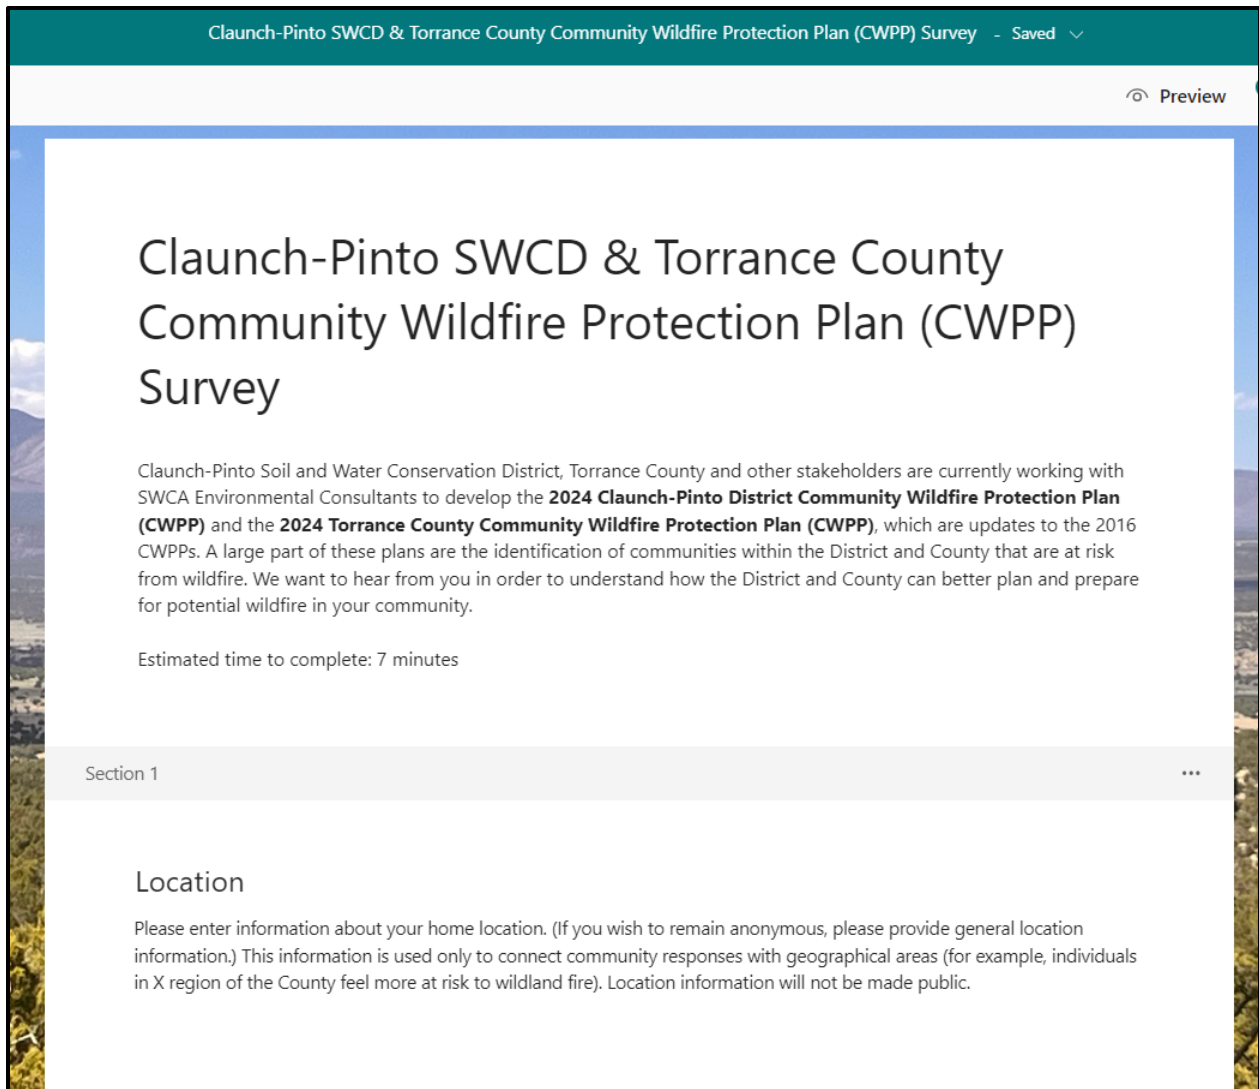 Claunch-Pinto SWCD & Torrance County Community Wildfire Protection Plan (CWPP) Survey - Saved
Preview
Claunch-Pinto SWCD & Torrance County
Community Wildfire Protection Plan (CWPP)
Survey
Claunch-Pinto Soil and Water Conservation District, Torrance County and other stakeholders are currently working with
SWCA Environmental Consultants to develop the 2024 Claunch-Pinto District Community Wildfire Protection Plan
(CWPP) and the 2024 Torrance County Community Wildfire Protection Plan (CWPP), which are updates to the 2016
CWPPs. A large part of these plans are the identification of communities within the District and County that are at risk
from wildfire. We want to hear from you in order to understand how the District and County can better plan and prepare
for potential wildfire in your community.
Estimated time to complete: 7 minutes
Section 1
Location
Please enter information about your home location. (If you wish to remain anonymous, please provide general location
information.) This information is used only to connect community responses with geographical areas (for example, individuals
in X region of the County feel more at risk to wildland fire). Location information will not be made public.